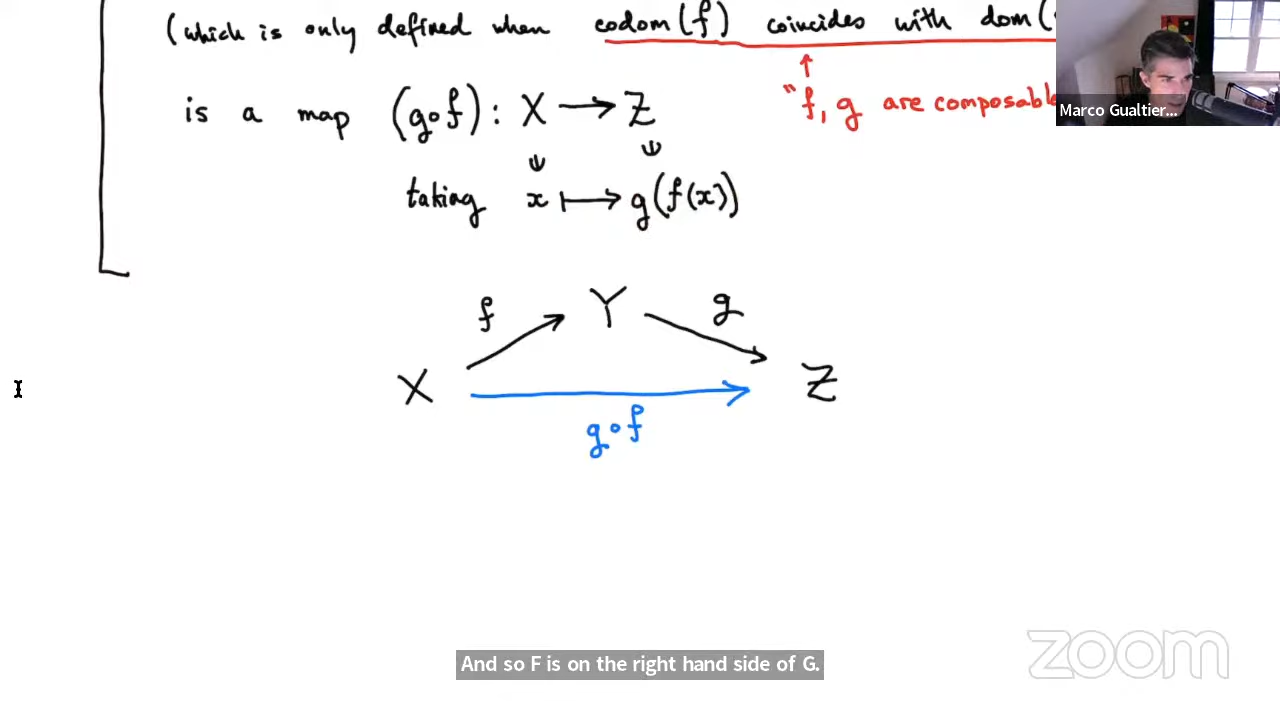 (which is only defined when codom(f) coincides with dom(
is a map (g∘f): X → Z
"f, g are composable
Marco Gualtier...
taking x ↦ g(f(x))
f Y g
X Z
g∘f
And so F is on the right hand side of G.
zoom